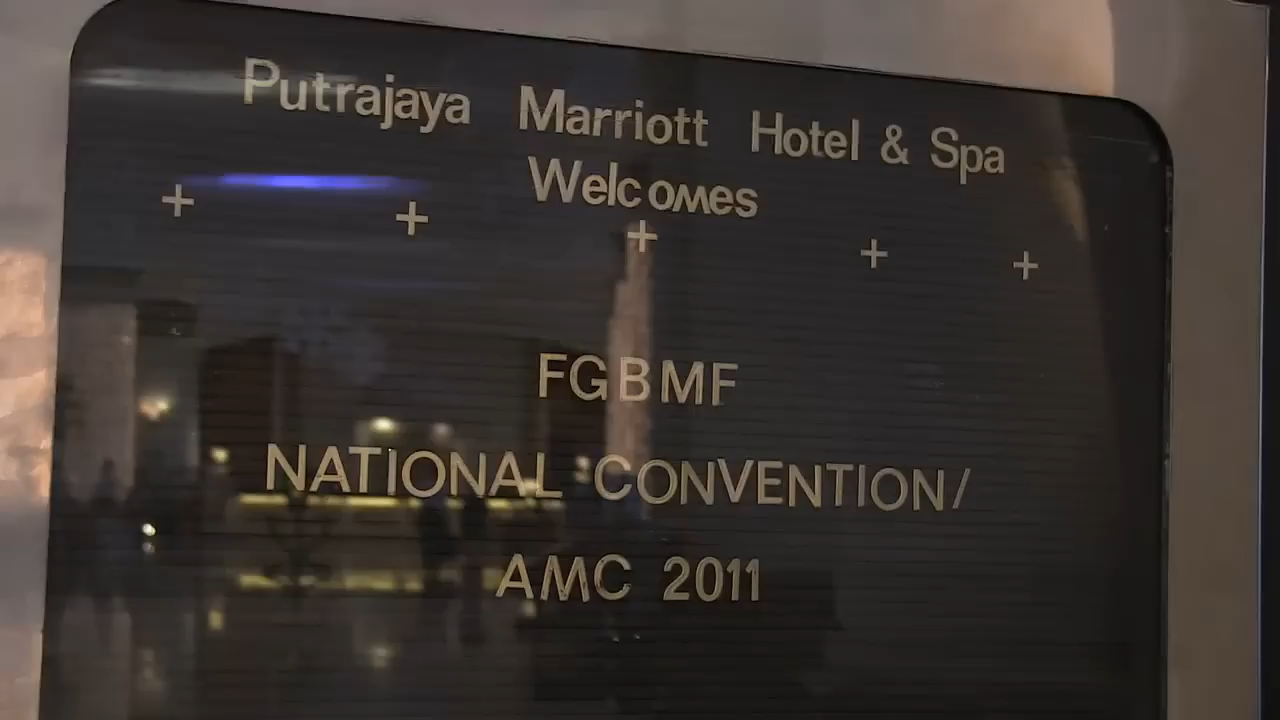 Putrajaya Marriott Hotel & Spa
Welcomes
+ + + + +
FGBMF
NATIONAL CONVENTION/
AMC 2011